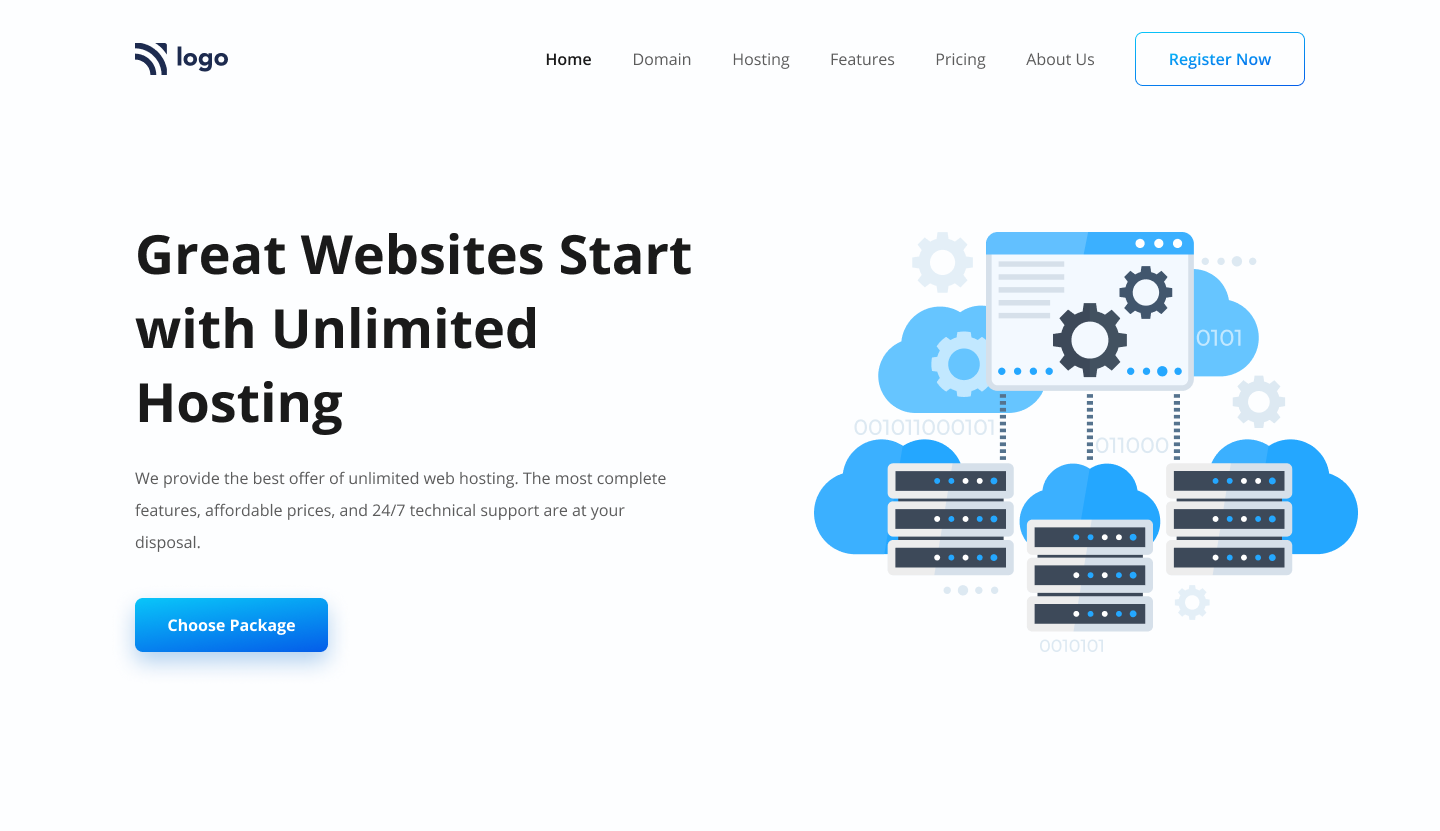 logo
Home
Domain
Hosting
Features
Pricing
About Us
Register Now
Great Websites Start
with Unlimited
Hosting
We provide the best offer of unlimited web hosting. The most complete
features, affordable prices, and 24/7 technical support are at your
disposal.
Choose Package
0101
001011000101
011000
0010101